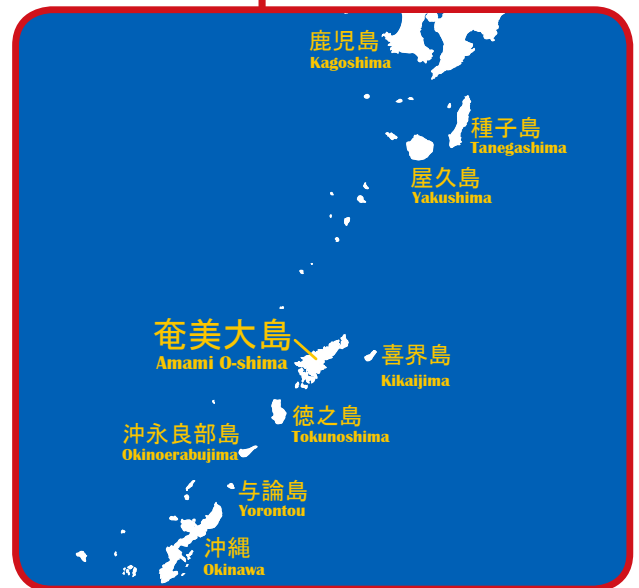 鹿児島
Kagoshima
種子島
Tanegashima
屋久島
Yakushima
奄美大島
Amami O-shima
喜界島
Kikaijima
徳之島
Tokunoshima
沖永良部島
Okinoerabujima
与論島
Yorontou
沖縄
Okinawa